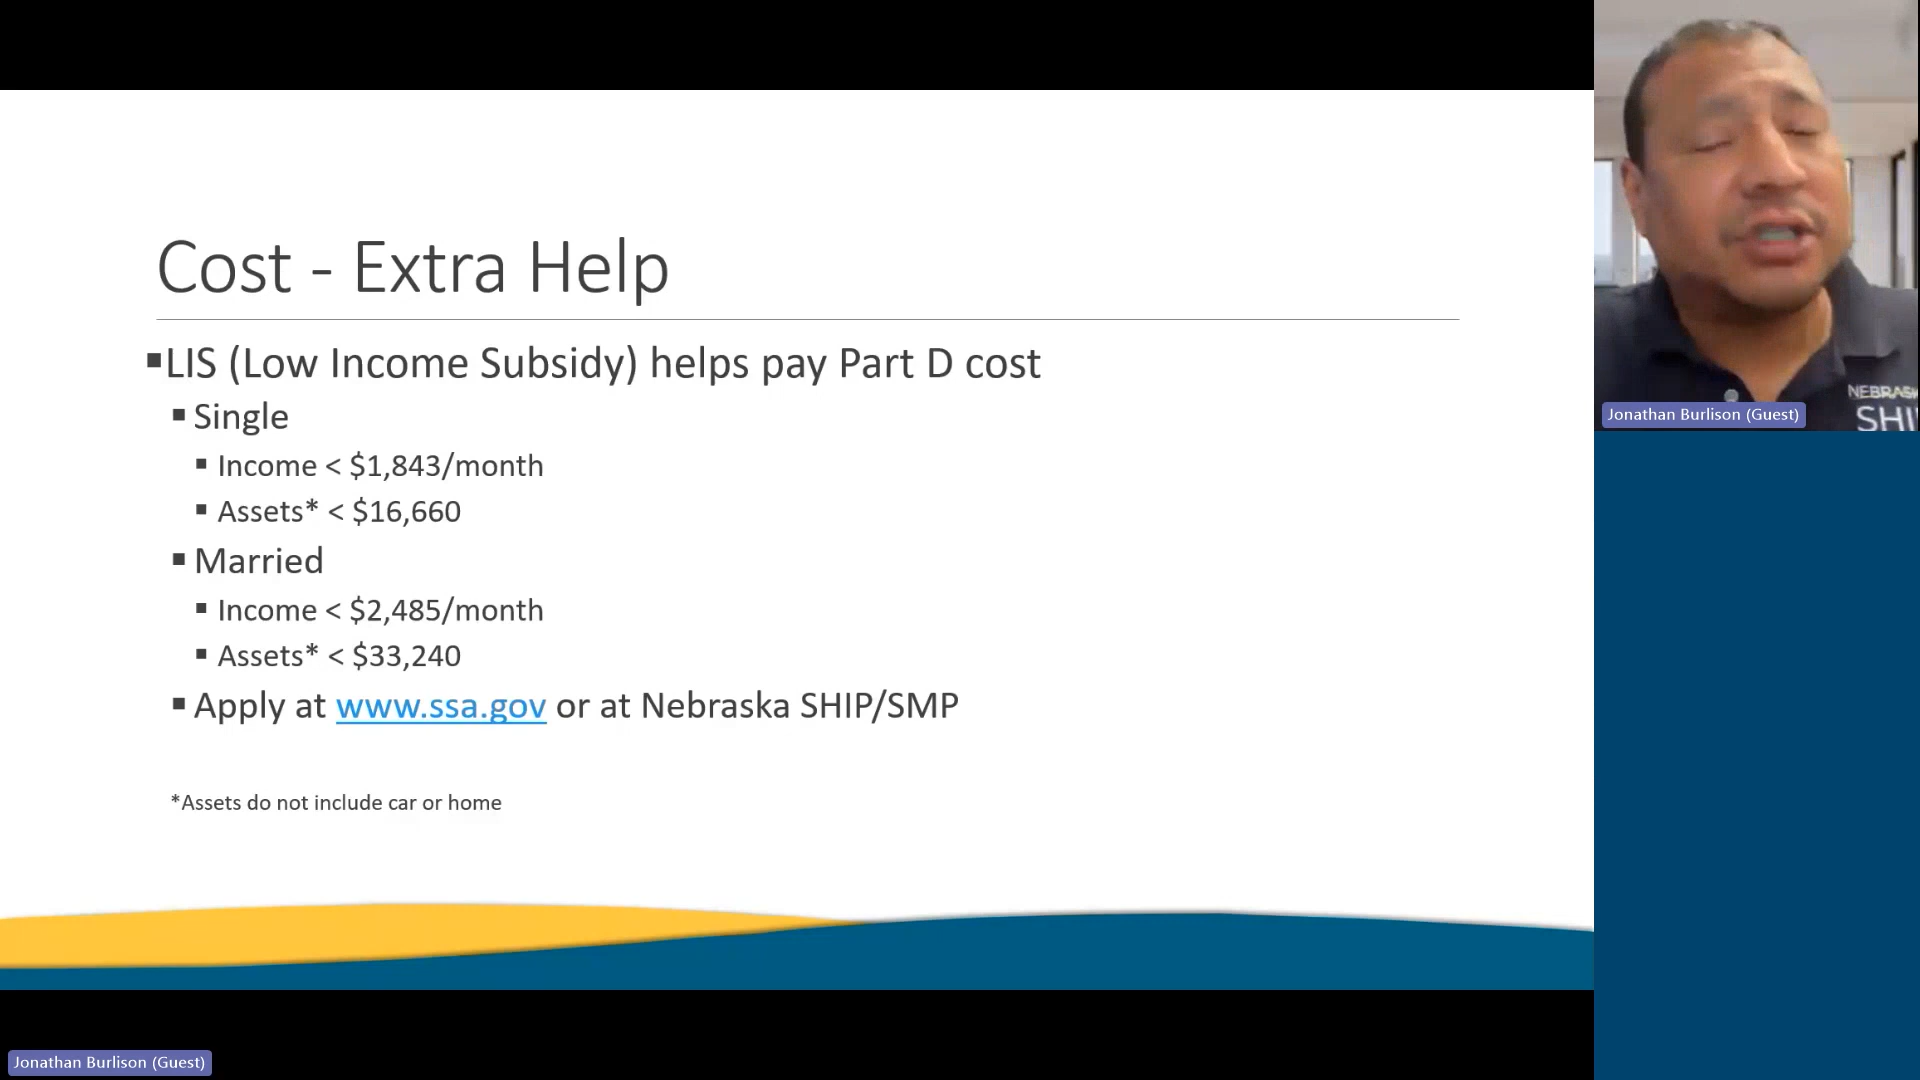 Cost - Extra Help
▪LIS (Low Income Subsidy) helps pay Part D cost
▪Single
▪Income < $1,843/month
▪Assets* < $16,660
▪Married
▪Income < $2,485/month
▪Assets* < $33,240
▪Apply at www.ssa.gov or at Nebraska SHIP/SMP
*Assets do not include car or home
Jonathan Burlison (Guest)
Jonathan Burlison (Guest)